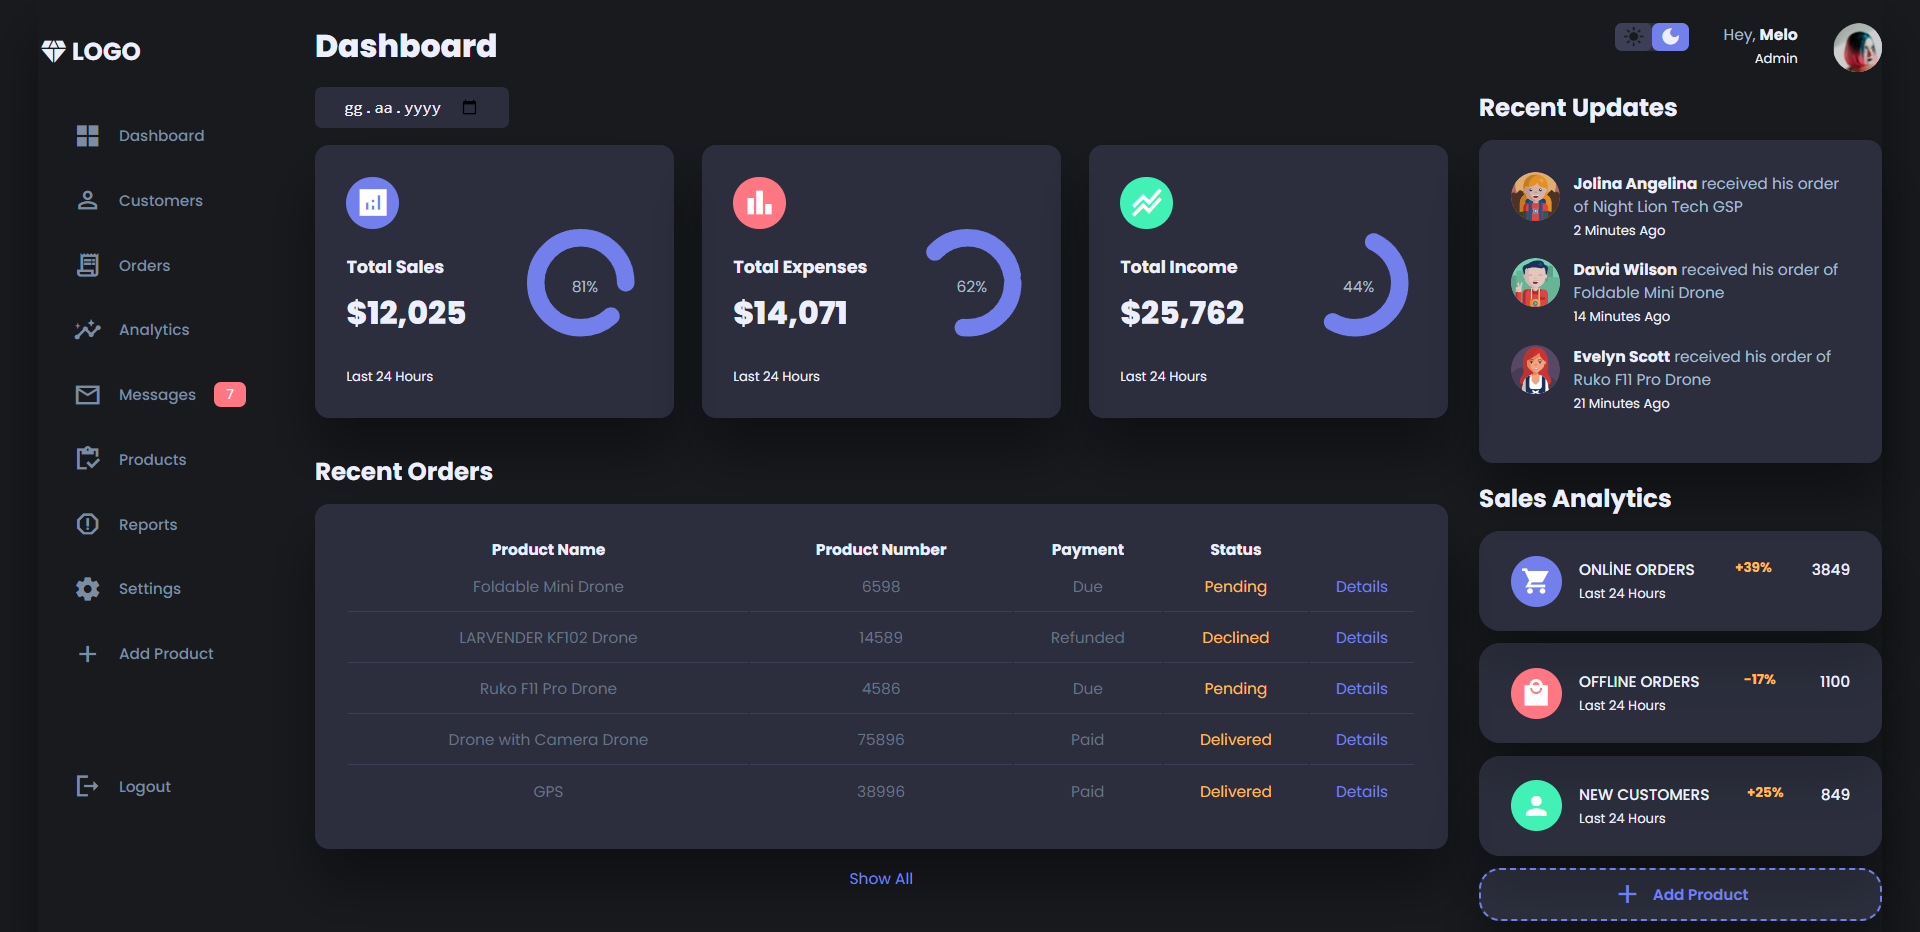 LOGO
Dashboard
Customers
Orders
Analytics
Messages 7
Products
Reports
Settings
Add Product
Logout
Dashboard
gg.aa.yyyy
Total Sales
$12,025
81%
Last 24 Hours
Total Expenses
$14,071
62%
Last 24 Hours
Total Income
$25,762
44%
Last 24 Hours
Recent Orders
Product Name Product Number Payment Status
Foldable Mini Drone 6598 Due Pending Details
LARVENDER KF102 Drone 14589 Refunded Declined Details
Ruko F11 Pro Drone 4586 Due Pending Details
Drone with Camera Drone 75896 Paid Delivered Details
GPS 38996 Paid Delivered Details
Show All
Hey, Melo
Admin
Recent Updates
Jolina Angelina received his order
of Night Lion Tech GSP
2 Minutes Ago
David Wilson received his order of
Foldable Mini Drone
14 Minutes Ago
Evelyn Scott received his order of
Ruko F11 Pro Drone
21 Minutes Ago
Sales Analytics
ONLİNE ORDERS +39% 3849
Last 24 Hours
OFFLINE ORDERS -17% 1100
Last 24 Hours
NEW CUSTOMERS +25% 849
Last 24 Hours
Add Product